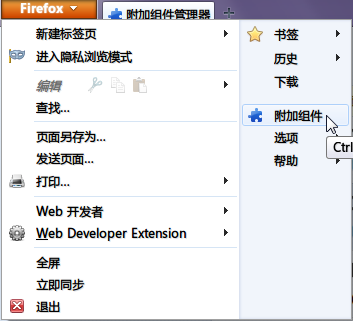 Firefox
附加组件管理器
新建标签页
进入隐私浏览模式
编辑
查找...
页面另存为...
发送页面...
打印...
Web 开发者
Web Developer Extension
全屏
立即同步
退出
书签
历史
下载
附加组件
选项
帮助
Ctrl